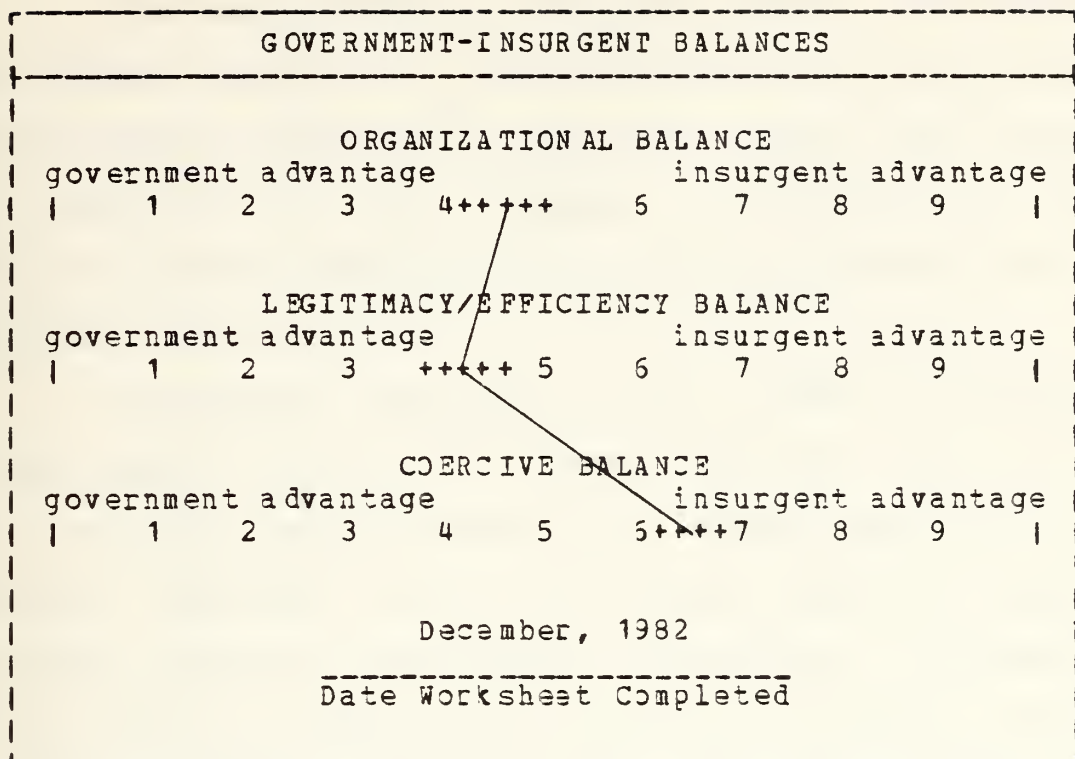 GOVERNMENT-INSURGENT BALANCES
ORGANIZATIONAL BALANCE
government advantage insurgent advantage
| 1 2 3 4+++++ 6 7 8 9 |
LEGITIMACY/EFFICIENCY BALANCE
government advantage insurgent advantage
| 1 2 3 +++++ 5 6 7 8 9 |
COERCIVE BALANCE
government advantage insurgent advantage
| 1 2 3 4 5 6++++7 8 9 |
December, 1982
Date Worksheet Completed